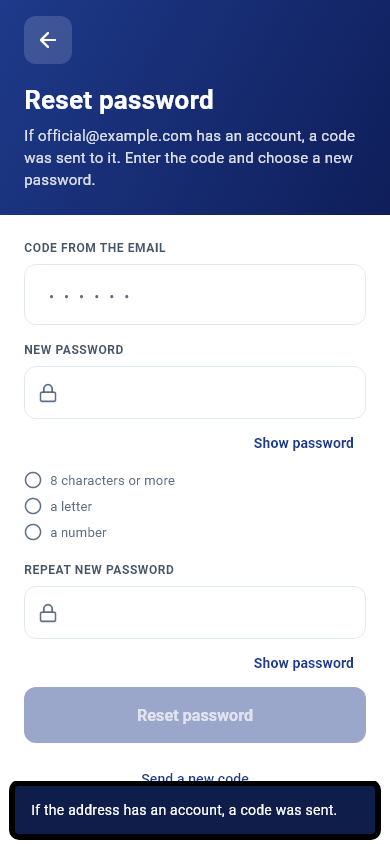 Reset password
If official@example.com has an account, a code
was sent to it. Enter the code and choose a new
password.
CODE FROM THE EMAIL
• • • • • •
NEW PASSWORD
Show password
8 characters or more
a letter
a number
REPEAT NEW PASSWORD
Show password
Reset password
Send a new code
If the address has an account, a code was sent.